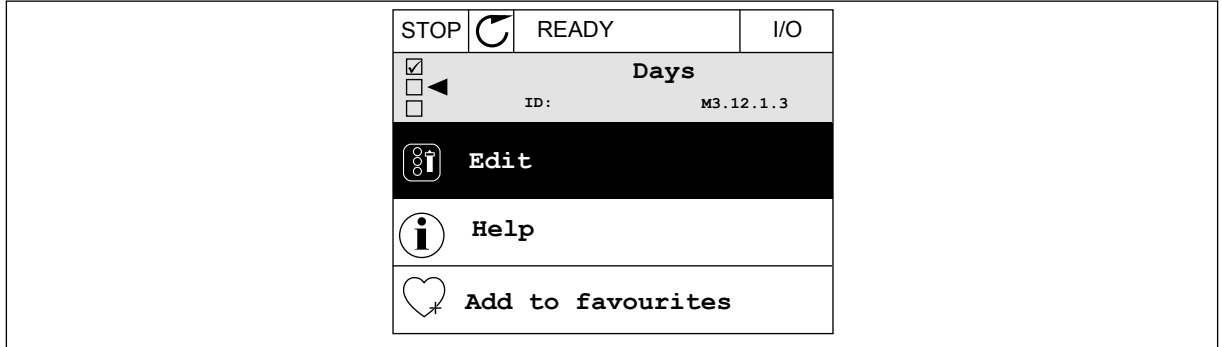 STOP READY I/O
Days
ID: M3.12.1.3
Edit
Help
Add to favourites